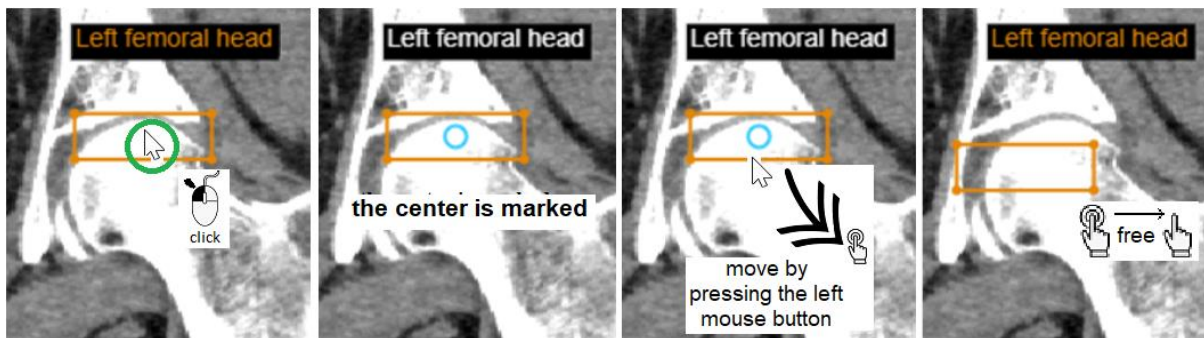 Left femoral head
click
Left femoral head
the center is marked
Left femoral head
move by
pressing the left
mouse button
Left femoral head
free